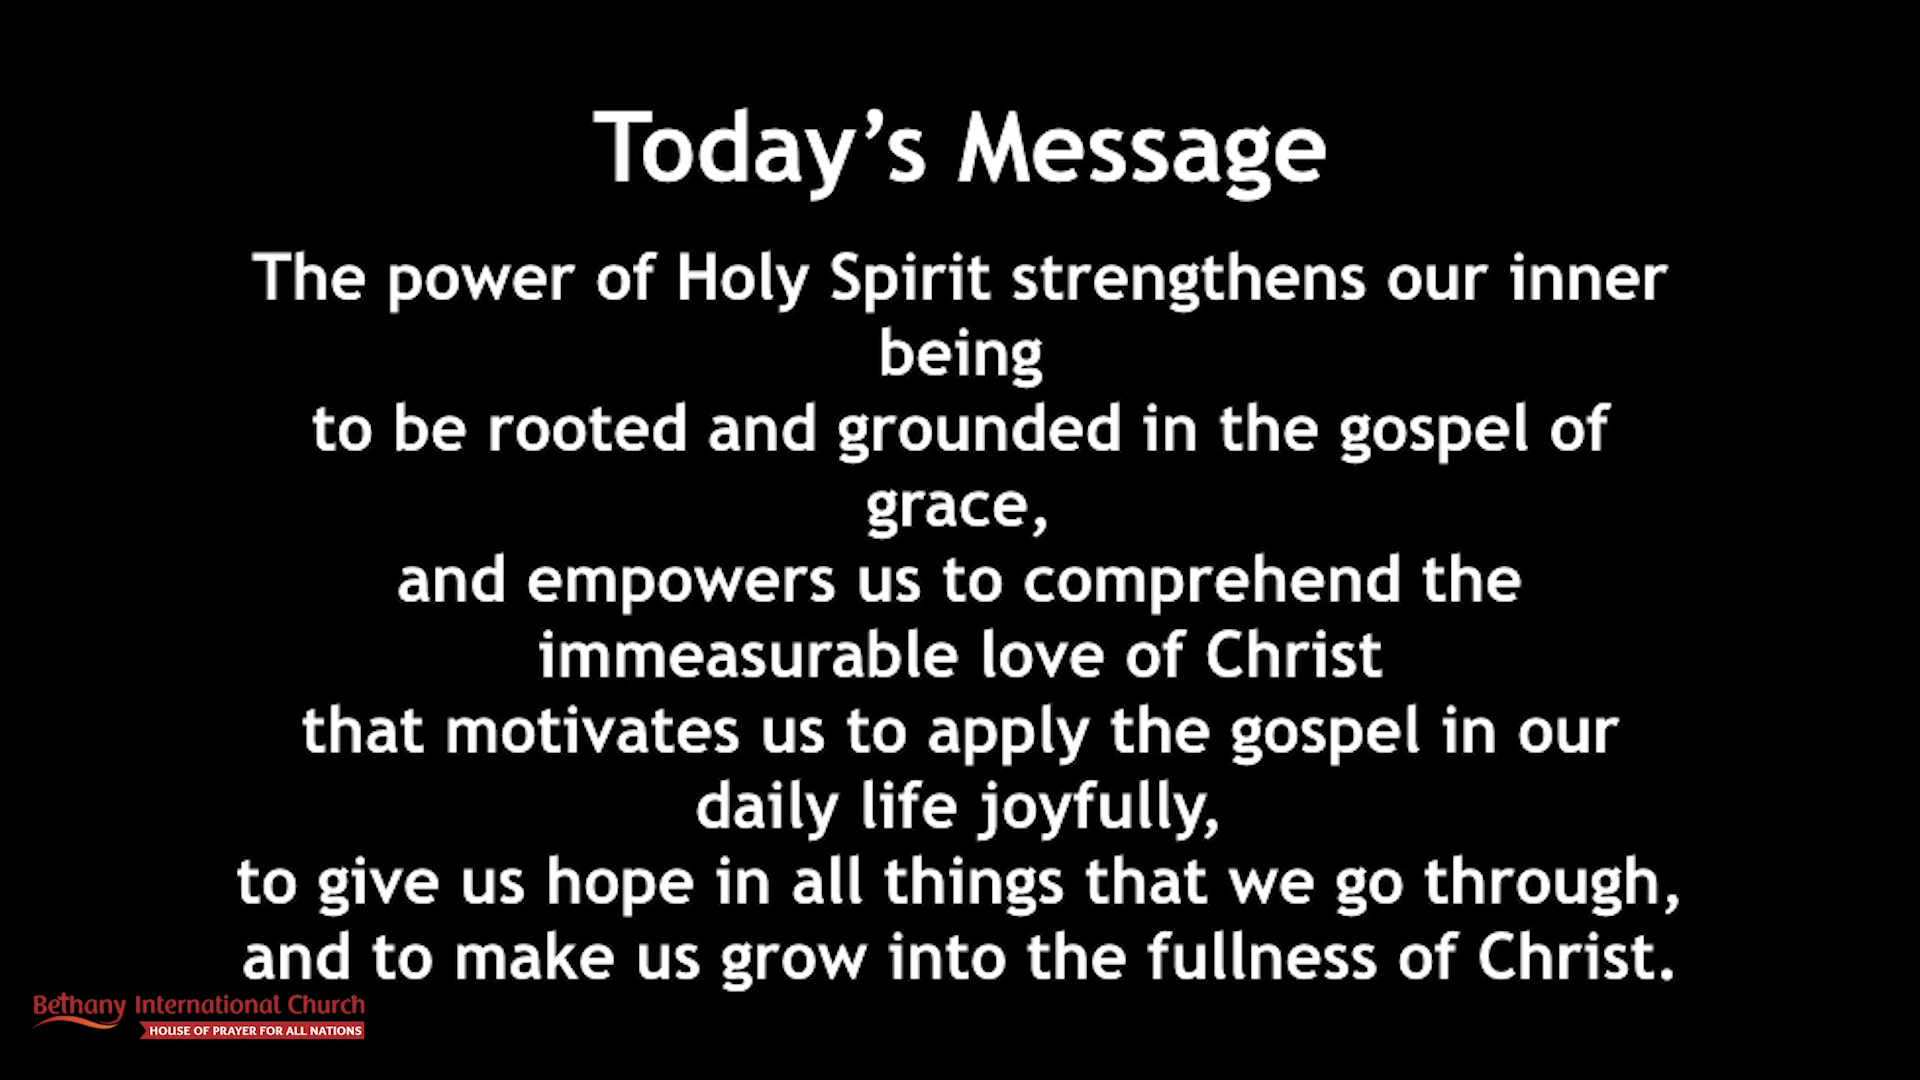 Today’s Message
The power of Holy Spirit strengthens our inner
being
to be rooted and grounded in the gospel of
grace,
and empowers us to comprehend the
immeasurable love of Christ
that motivates us to apply the gospel in our
daily life joyfully,
to give us hope in all things that we go through,
and to make us grow into the fullness of Christ.
Bethany International Church
HOUSE OF PRAYER FOR ALL NATIONS